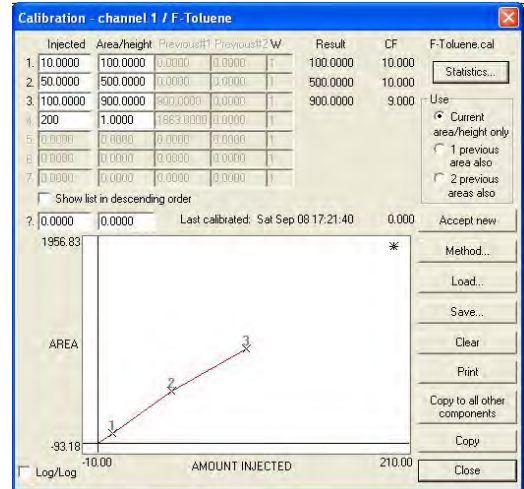 Calibration - channel 1 / F-Toluene
Injected Area/height Previous#1 Previous#2 W Result CF F-Toluene.cal
1. 10.0000 100.0000 0.0000 0.0000 1 100.0000 10.000
Statistics...
2. 50.0000 500.0000 0.0000 0.0000 1 500.0000 10.000
3. 100.0000 900.0000 900.0000 0.0000 1 900.0000 9.000
4. 200 1.0000 1863.0000 0.0000 1
5. 0.0000 0.0000 0.0000 0.0000 1
6. 0.0000 0.0000 0.0000 0.0000 1
7. 0.0000 0.0000 0.0000 0.0000 1
Use
Current
area/height only
1 previous
area also
2 previous
areas also
Show list in descending order
?. 0.0000 0.0000 Last calibrated: Sat Sep 08 17:21:40 0.000
Accept new
Method...
Load...
Save...
Clear
Print
Copy to all other
components
Copy
Close
1956.83
AREA
1
2
3
-93.18
-10.00 AMOUNT INJECTED 210.00
Log/Log